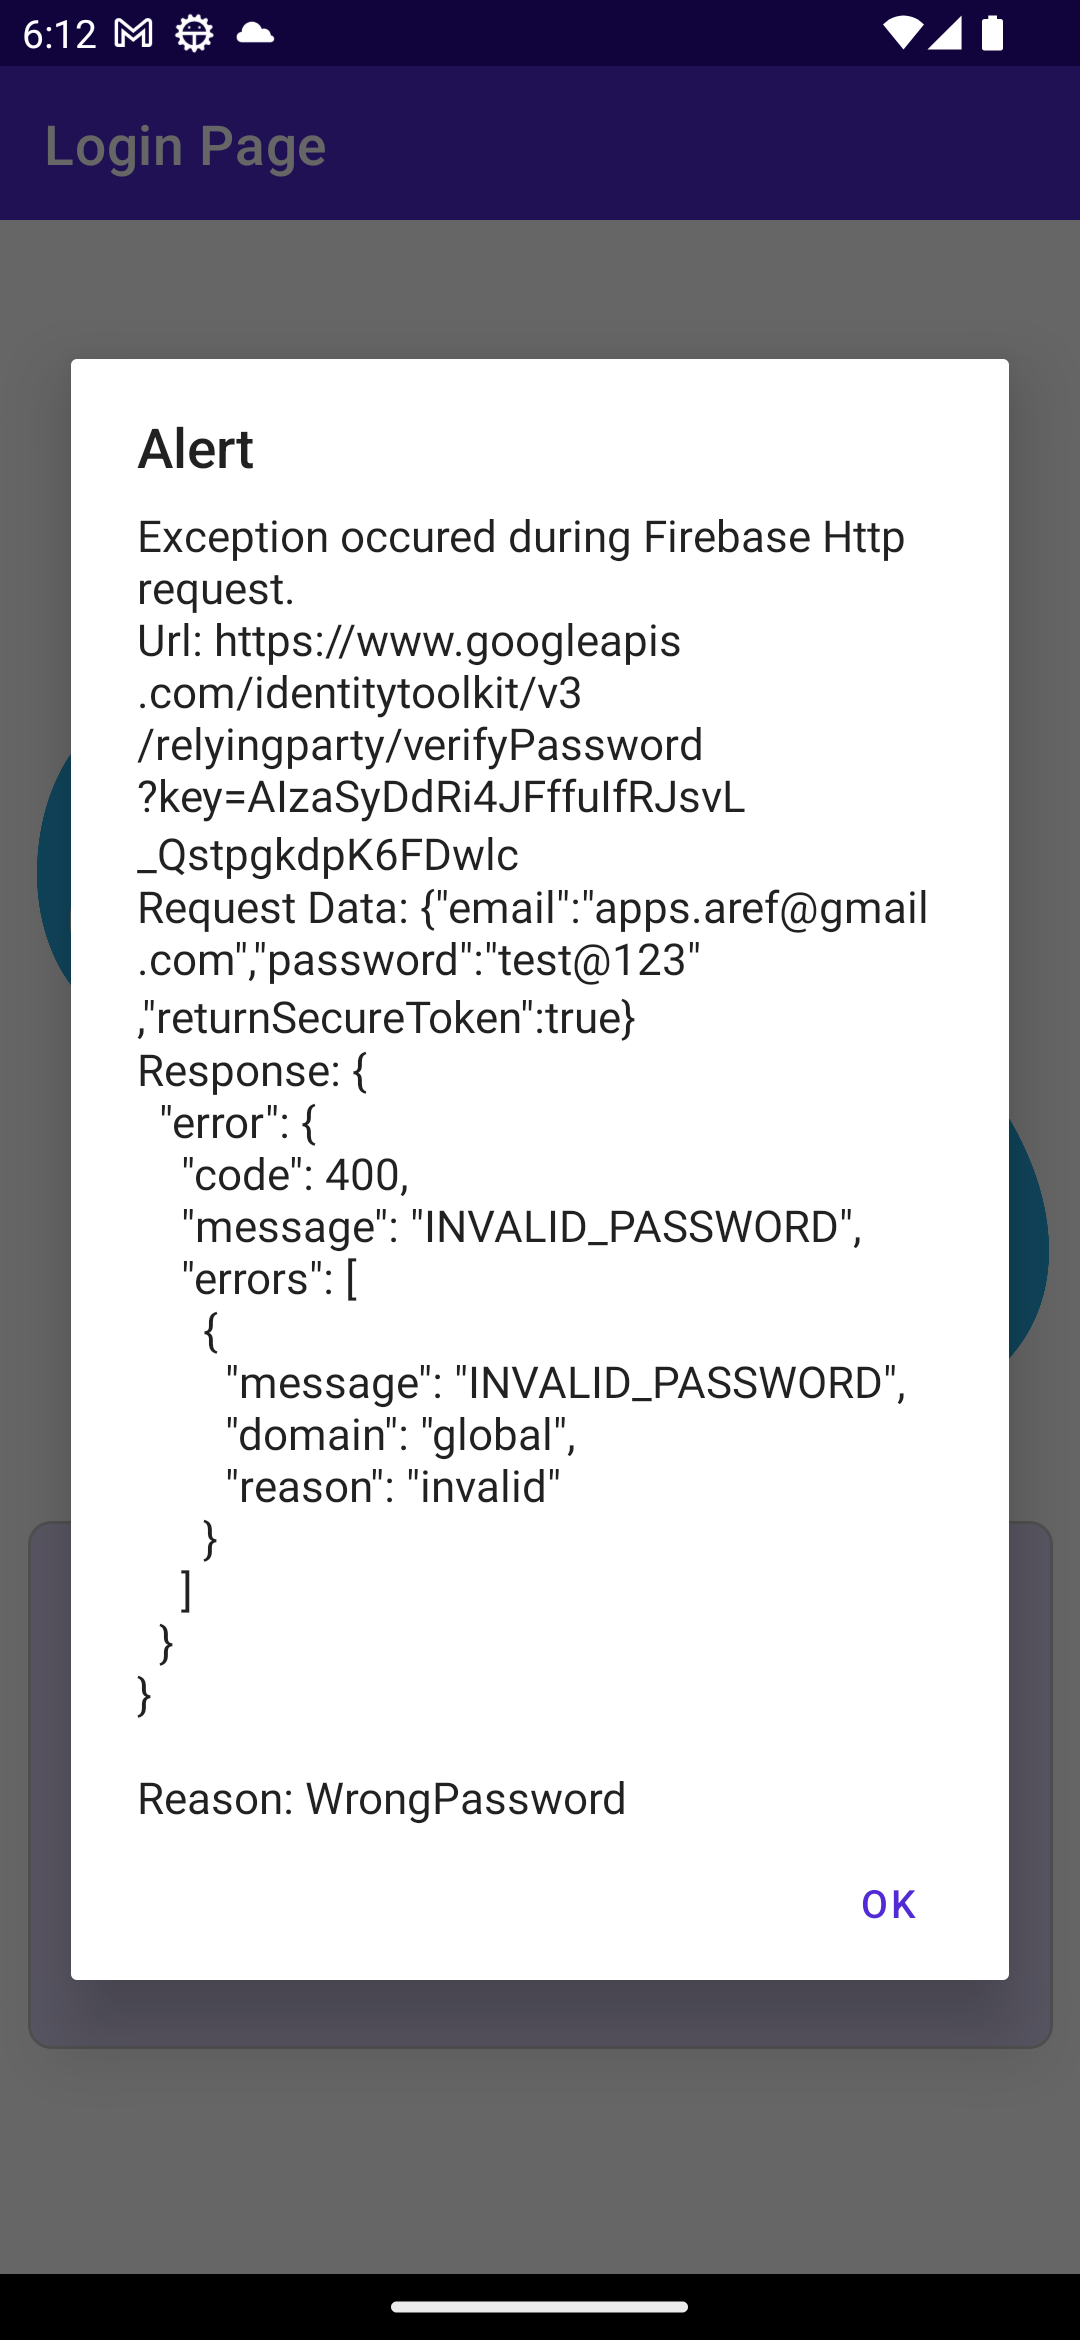 6:12
Login Page
Alert
Exception occured during Firebase Http
request.
Url: https://www.googleapis
.com/identitytoolkit/v3
/relyingparty/verifyPassword
?key=AIzaSyDdRi4JFffuIfRJsvL
_QstpgkdpK6FDwlc
Request Data: {"email":"apps.aref@gmail
.com","password":"test@123"
,"returnSecureToken":true}
Response: {
  "error": {
    "code": 400,
    "message": "INVALID_PASSWORD",
    "errors": [
      {
        "message": "INVALID_PASSWORD",
        "domain": "global",
        "reason": "invalid"
      }
    ]
  }
}
Reason: WrongPassword
OK